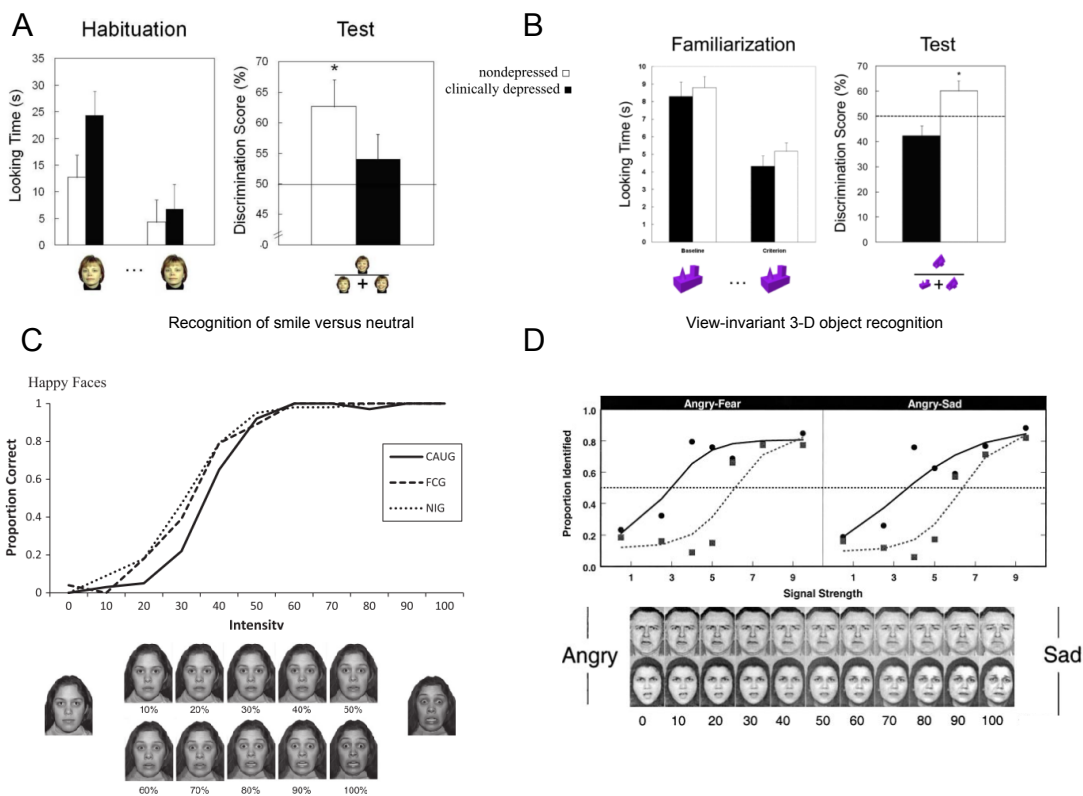 A
Habituation
Looking Time (s)
35
30
25
20
15
10
5
0
...
Test
Discrimination Score (%)
70
65
60
55
50
45
0
*
+
nondepressed □
clinically depressed ■
Recognition of smile versus neutral
B
Familiarization
Looking Time (s)
10
9
8
7
6
5
4
3
2
1
0
Baseline
Criterion
...
Test
Discrimination Score (%)
70
60
50
40
30
20
10
0
*
+
View-invariant 3-D object recognition
C
Happy Faces
Proportion Correct
1
0.8
0.6
0.4
0.2
0
0 10 20 30 40 50 60 70 80 90 100
Intensity
CAUG
FCG
NIG
10% 20% 30% 40% 50%
60% 70% 80% 90% 100%
D
Angry-Fear Angry-Sad
Proportion Identified
1.0
0.8
0.6
0.4
0.2
0.0
1 3 5 7 9 1 3 5 7 9
Signal Strength
Angry
Sad
0 10 20 30 40 50 60 70 80 90 100